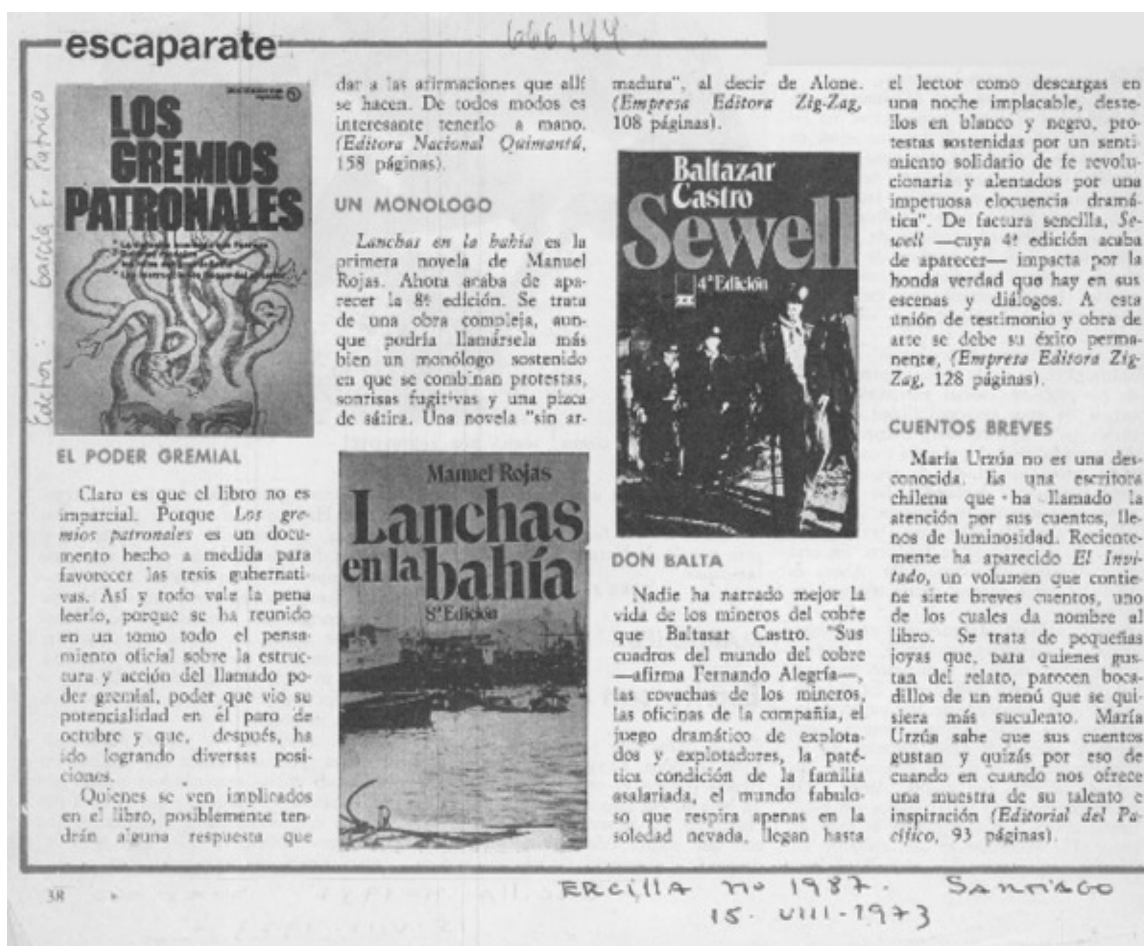 666144
escaparate
LOS
GREMIOS
PATRONALES
EL PODER GREMIAL
Claro es que el libro no es
imparcial. Porque Los gre-
mios patronales es un docu-
mento hecho a medida para
favorecer las tesis gubernati-
vas. Así y todo vale la pena
leerlo, porque se ha reunido
en un tomo todo el pensa-
miento oficial sobre la estruc-
tura y acción del llamado po-
der gremial, poder que vio su
potencialidad en el paro de
octubre y que, después, ha
ido logrando diversas posi-
ciones.
Quienes se ven implicados
en el libro, posiblemente ten-
drán alguna respuesta que
dar a las afirmaciones que allí
se hacen. De todos modos es
interesante tenerlo a mano.
(Editora Nacional Quimantú,
158 páginas).
UN MONOLOGO
Lanchas en la bahía es la
primera novela de Manuel
Rojas. Ahora acaba de apa-
recer la 8ª edición. Se trata
de una obra compleja, aun-
que podría llamársela más
bien un monólogo sostenido
en que se combinan protestas,
sonrisas fugitivas y una pizca
de sátira. Una novela "sin ar-
Manuel Rojas
Lanchas
en la bahía
8ª Edición
madura", al decir de Alone.
(Empresa Editora Zig-Zag,
108 páginas).
Baltazar
Castro
Sewell
4ª Edición
DON BALTA
Nadie ha narrado mejor la
vida de los mineros del cobre
que Baltasar Castro. "Sus
cuadros del mundo del cobre
—afirma Fernando Alegría—,
las covachas de los mineros,
las oficinas de la compañía, el
juego dramático de explota-
dos y explotadores, la paté-
tica condición de la familia
asalariada, el mundo fabulo-
so que respira apenas en la
soledad nevada, llegan hasta
el lector como descargas en
una noche implacable, deste-
llos en blanco y negro, pro-
testas sostenidas por un senti-
miento solidario de fe revolu-
cionaria y alentados por una
impetuosa elocuencia dramá-
tica". De factura sencilla, Se-
well —cuya 4ª edición acaba
de aparecer— impacta por la
honda verdad que hay en sus
escenas y diálogos. A esta
unión de testimonio y obra de
arte se debe su éxito perma-
nente, (Empresa Editora Zig-
Zag, 128 páginas).
CUENTOS BREVES
María Urzúa no es una des-
conocida. Es una escritora
chilena que ha llamado la
atención por sus cuentos, lle-
nos de luminosidad. Reciente-
mente ha aparecido El Invi-
tado, un volumen que contie-
ne siete breves cuentos, uno
de los cuales da nombre al
libro. Se trata de pequeñas
joyas que, para quienes gus-
tan del relato, parecen boca-
dillos de un menú que se qui-
siera más suculento. María
Urzúa sabe que sus cuentos
gustan y quizás por eso de
cuando en cuando nos ofrece
una muestra de su talento e
inspiración (Editorial del Pa-
cífico, 93 páginas).
38
ERCILLA no 1987. SANTIAGO
15. VIII-1973